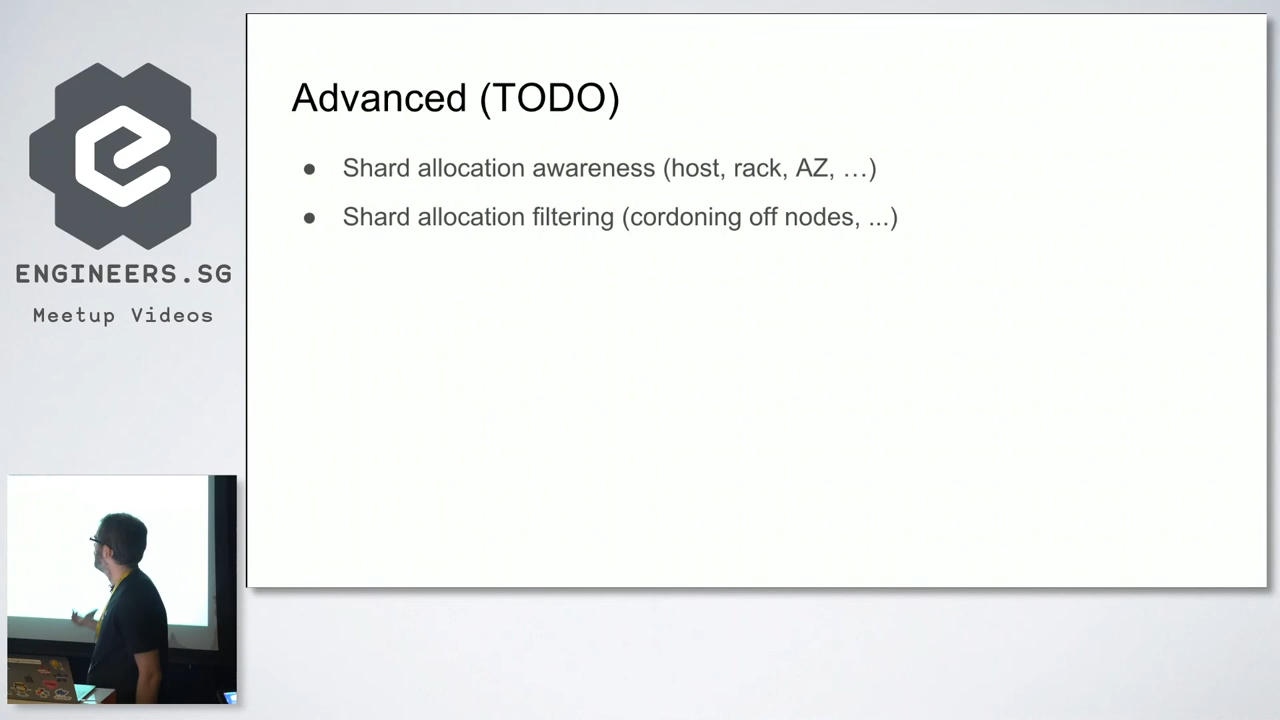 ENGINEERS.SG
Meetup Videos
Advanced (TODO)
● Shard allocation awareness (host, rack, AZ, …)
● Shard allocation filtering (cordoning off nodes, ...)